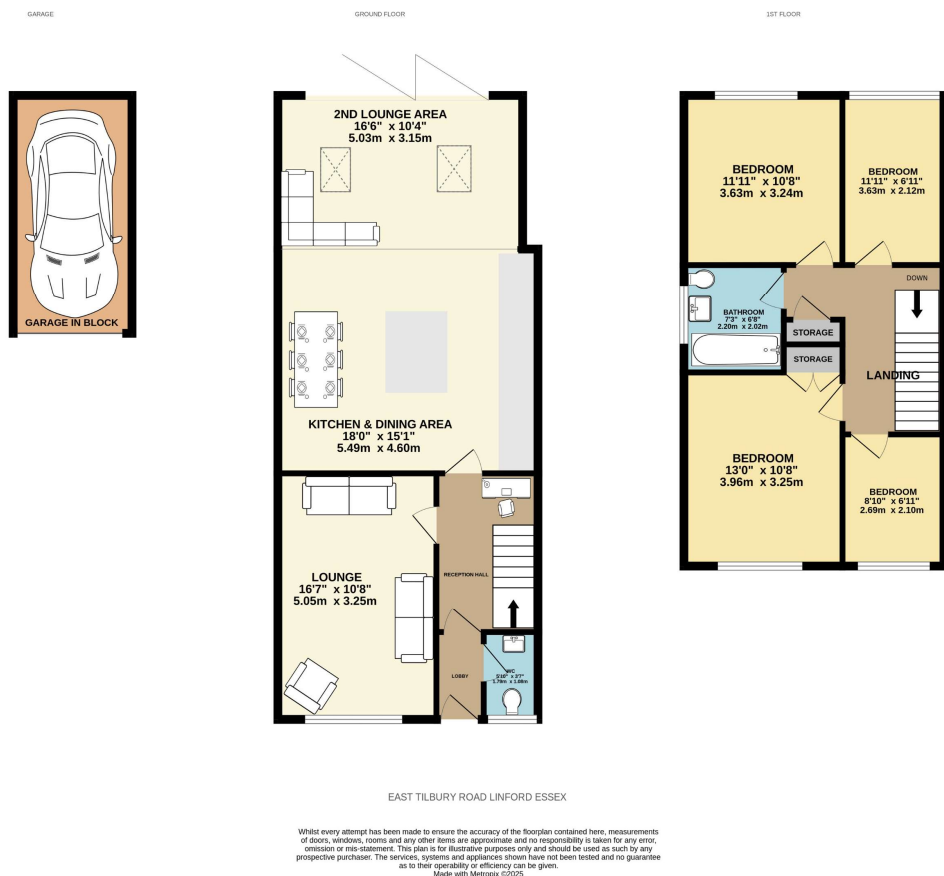 GARAGE
GROUND FLOOR
1ST FLOOR
GARAGE IN BLOCK
2ND LOUNGE AREA
16'6" x 10'4"
5.03m x 3.15m
KITCHEN & DINING AREA
18'0" x 15'1"
5.49m x 4.60m
LOUNGE
16'7" x 10'8"
5.05m x 3.25m
RECEPTION HALL
LOBBY
WC
5'10" x 3'7"
1.78m x 1.09m
BEDROOM
11'11" x 10'8"
3.63m x 3.24m
BEDROOM
11'11" x 6'11"
3.63m x 2.12m
BATHROOM
7'3" x 6'8"
2.20m x 2.02m
STORAGE
STORAGE
DOWN
LANDING
BEDROOM
13'0" x 10'8"
3.96m x 3.25m
BEDROOM
8'10" x 6'11"
2.69m x 2.10m
EAST TILBURY ROAD LINFORD ESSEX
Whilst every attempt has been made to ensure the accuracy of the floorplan contained here, measurements
of doors, windows, rooms and any other items are approximate and no responsibility is taken for any error,
omission or mis-statement. This plan is for illustrative purposes only and should be used as such by any
prospective purchaser. The services, systems and appliances shown have not been tested and no guarantee
as to their operability or efficiency can be given.
Made with Metropix ©2025